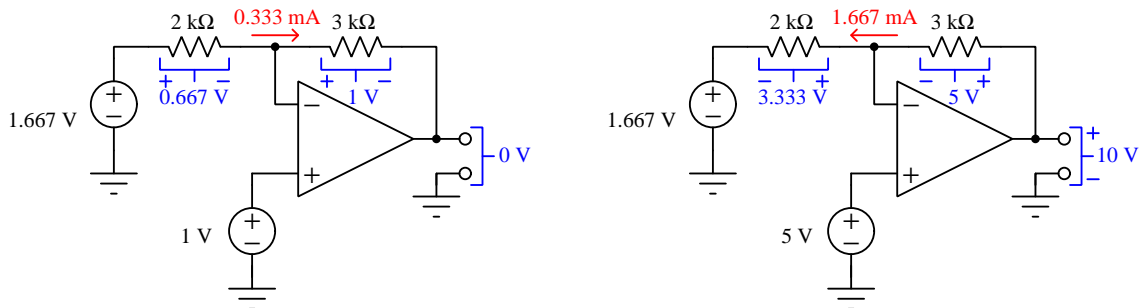 0.333 mA
2 kΩ
3 kΩ
+ −
0.667 V
+ −
1 V
+
−
1.667 V
−
+
0 V
+
−
1 V
1.667 mA
2 kΩ
3 kΩ
− +
3.333 V
− +
5 V
+
−
1.667 V
−
+
+
10 V
−
+
−
5 V